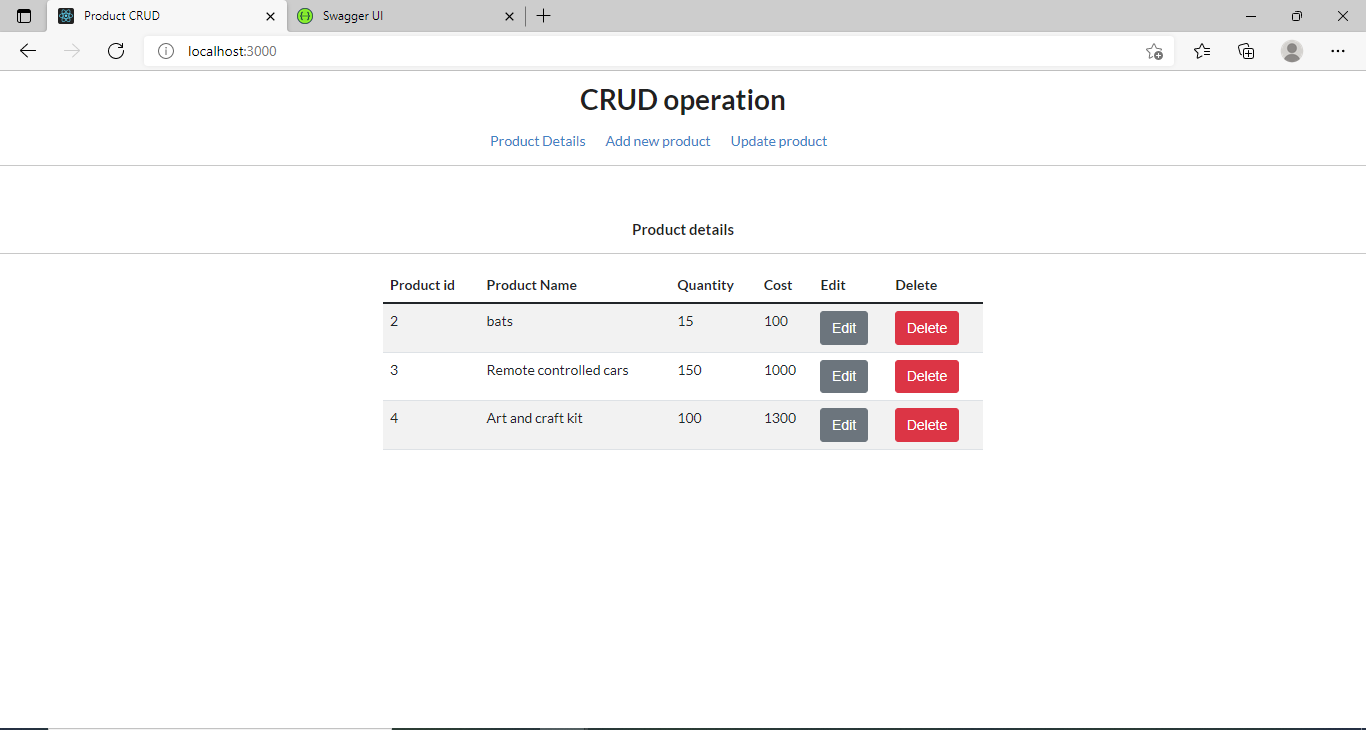 Product CRUD Swagger UI
localhost:3000
CRUD operation
Product Details Add new product Update product
Product details
Product id Product Name Quantity Cost Edit Delete
2 bats 15 100 Edit Delete
3 Remote controlled cars 150 1000 Edit Delete
4 Art and craft kit 100 1300 Edit Delete